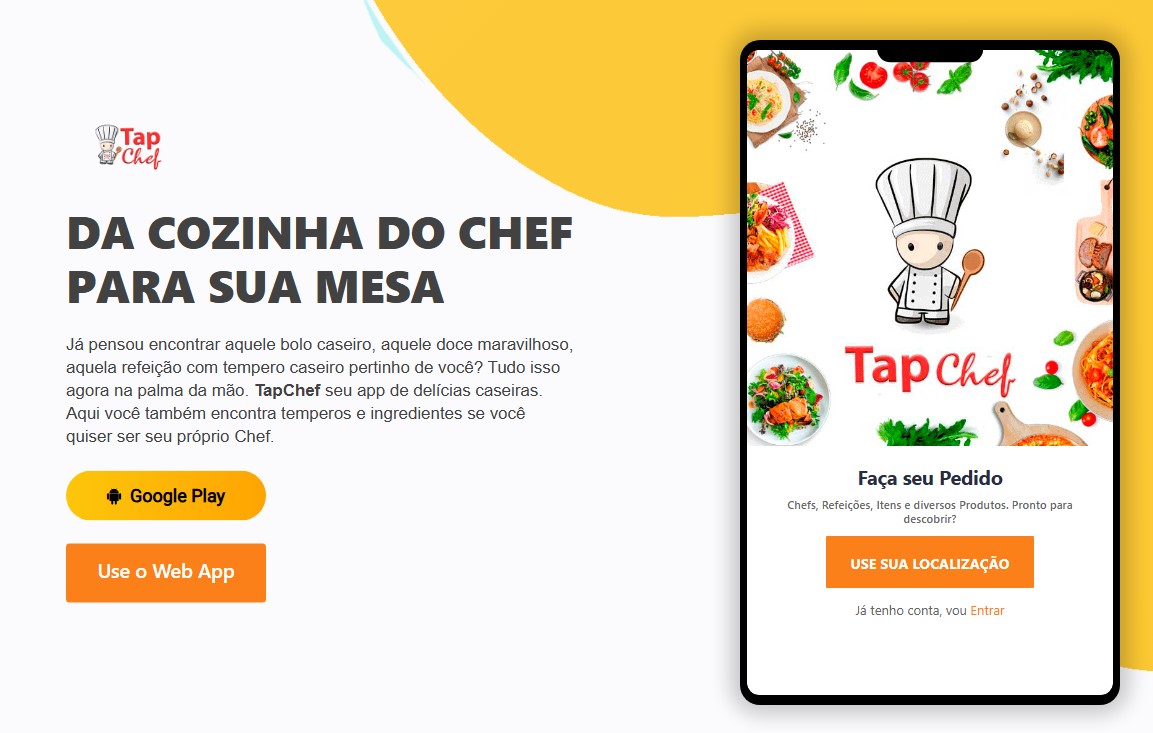 Tap
Chef
DA COZINHA DO CHEF
PARA SUA MESA
Já pensou encontrar aquele bolo caseiro, aquele doce maravilhoso,
aquela refeição com tempero caseiro pertinho de você? Tudo isso
agora na palma da mão. TapChef seu app de delícias caseiras.
Aqui você também encontra temperos e ingredientes se você
quiser ser seu próprio Chef.
Google Play
Use o Web App
Tap Chef
Faça seu Pedido
Chefs, Refeições, Itens e diversos Produtos. Pronto para
descobrir?
USE SUA LOCALIZAÇÃO
Já tenho conta, vou Entrar